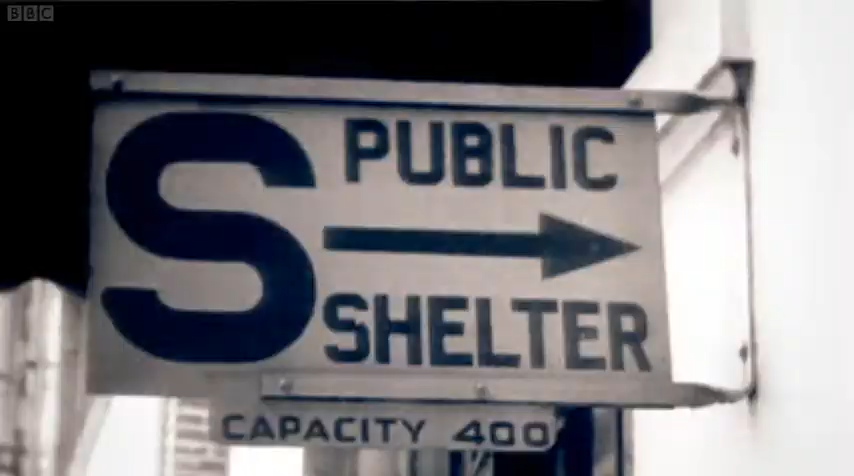 BBC
S
PUBLIC
SHELTER
CAPACITY 400